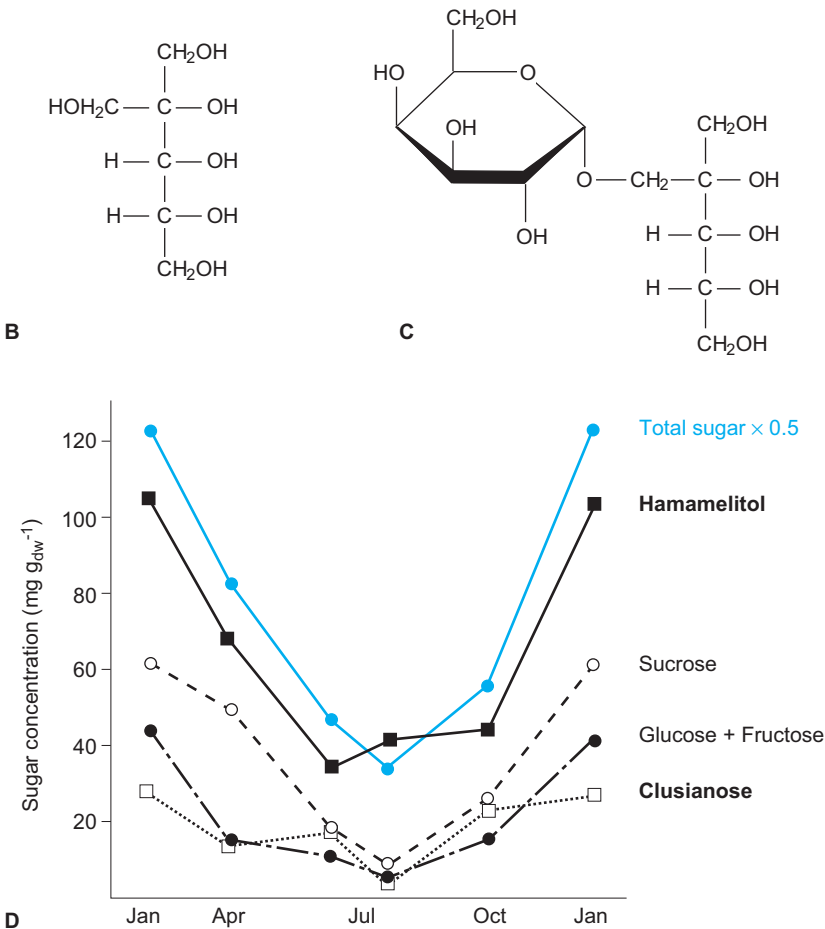 CH₂OH
HOH₂C—C—OH
H—C—OH
H—C—OH
CH₂OH
B
CH₂OH
HO
O
OH
OH
O—CH₂—C—OH
CH₂OH
H—C—OH
H—C—OH
CH₂OH
C
Sugar concentration (mg g_dw⁻¹)
120
100
80
60
40
20
Total sugar × 0.5
Hamamelitol
Sucrose
Glucose + Fructose
Clusianose
Jan Apr Jul Oct Jan
D